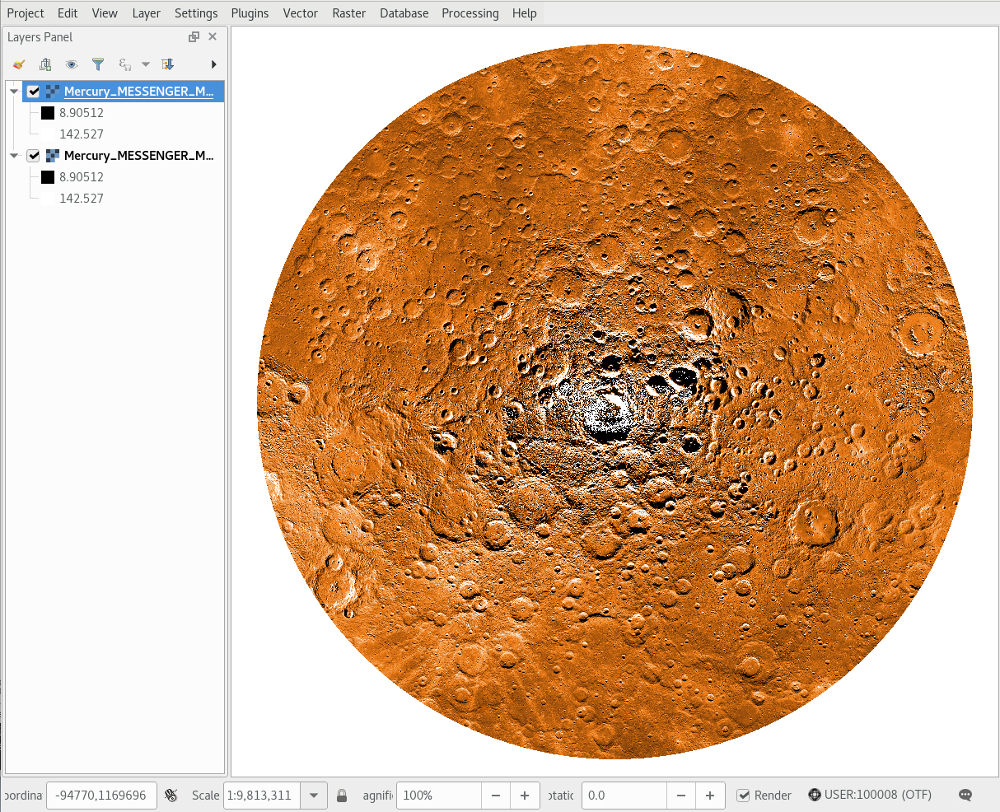 Project Edit View Layer Settings Plugins Vector Raster Database Processing Help
Layers Panel
Mercury_MESSENGER_M...
8.90512
142.527
Mercury_MESSENGER_M...
8.90512
142.527
oordina -94770,1169696 Scale 1:9,813,311 agnifi 100% otatic 0.0 Render USER:100008 (OTF)